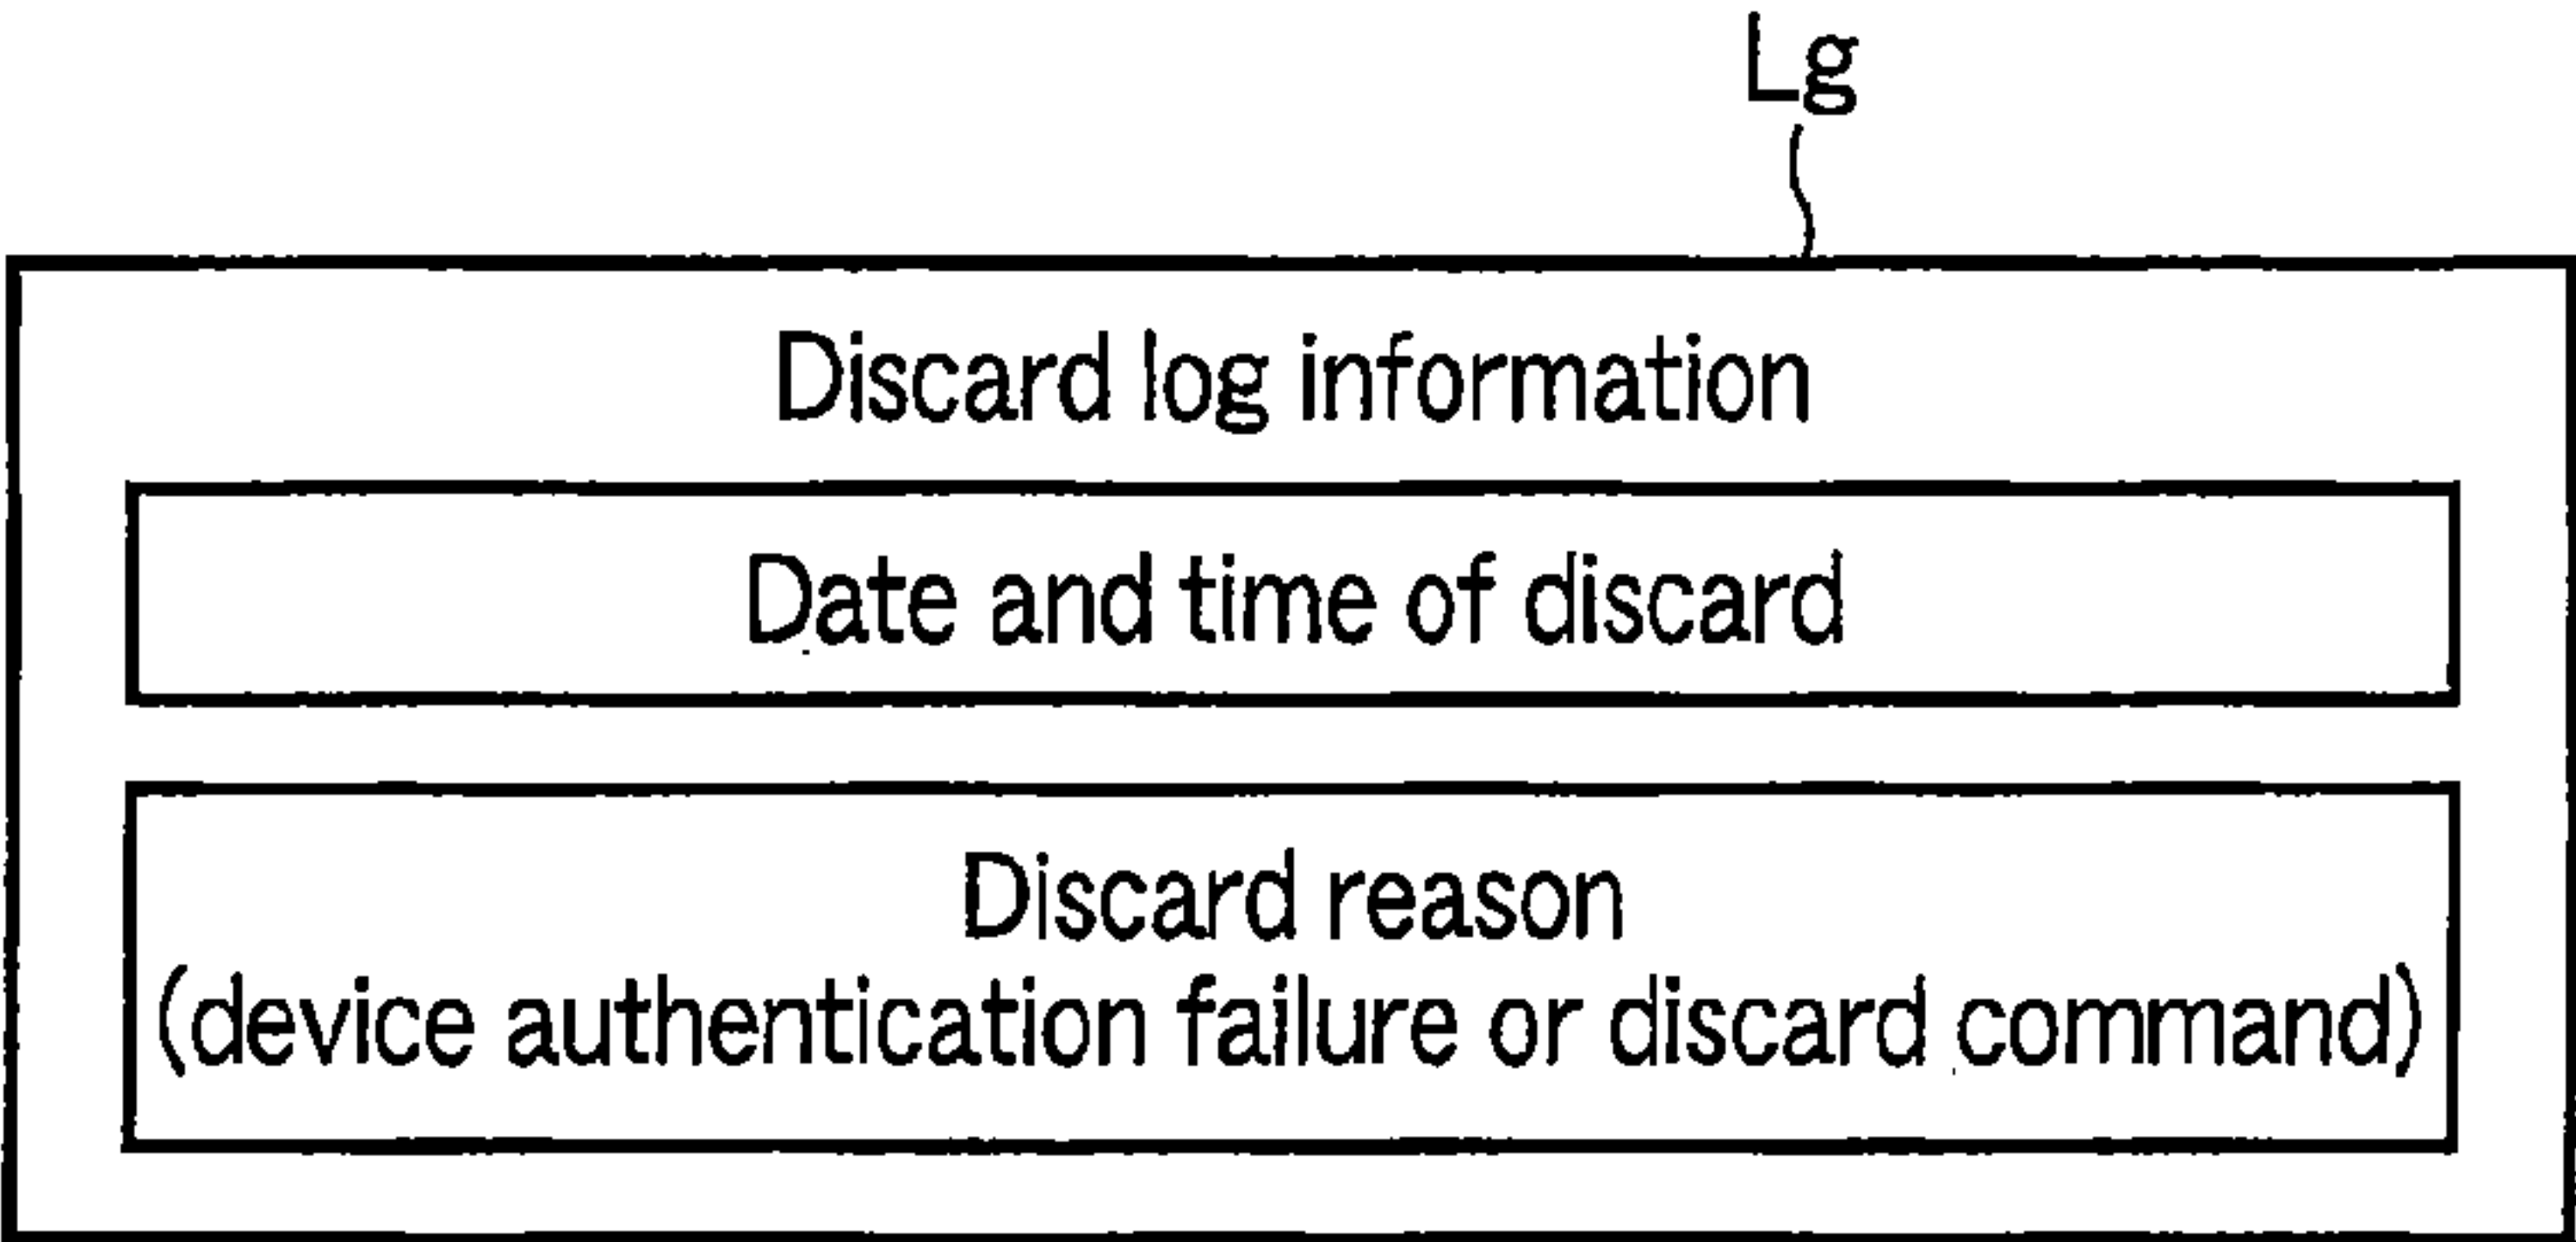 Lg
Discard log information
Date and time of discard
Discard reason
(device authentication failure or discard command)